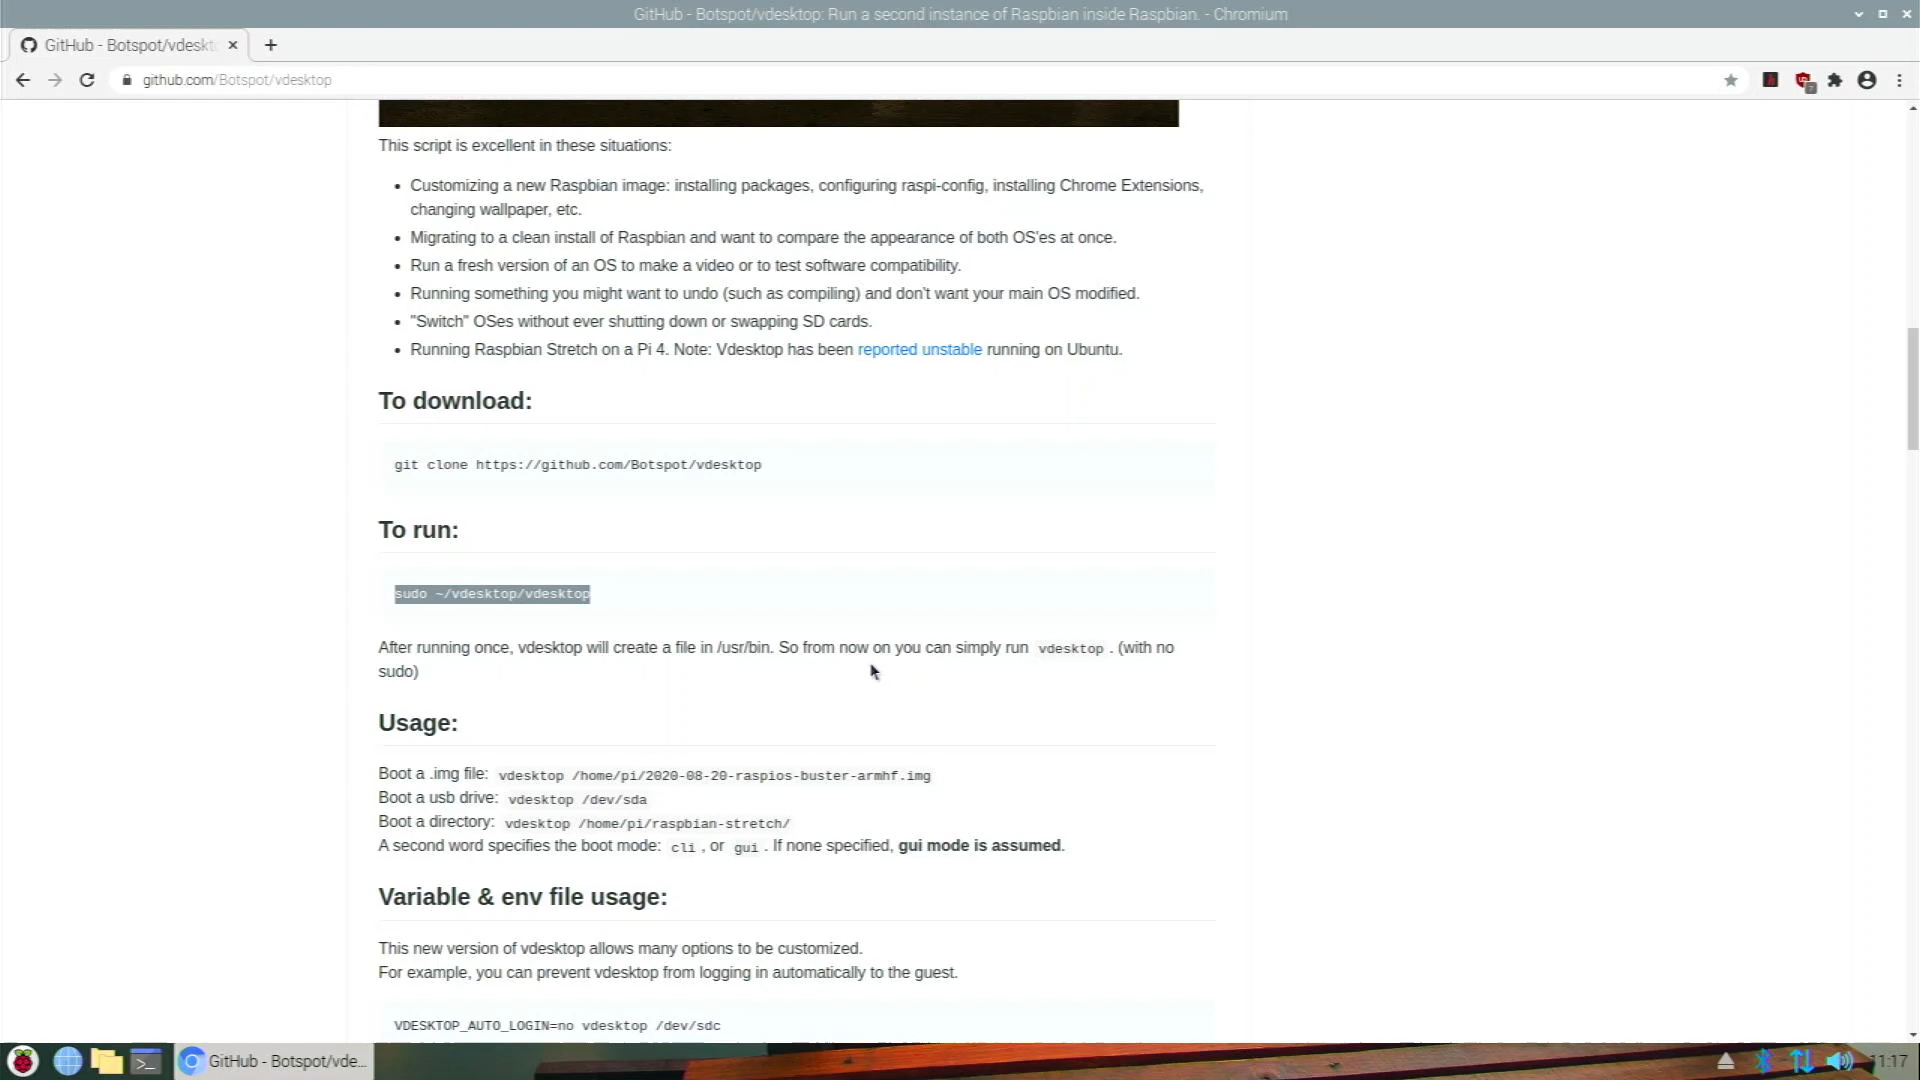 GitHub - Botspot/vdesktop: Run a second instance of Raspbian inside Raspbian. - Chromium
GitHub - Botspot/vdeskt
github.com/Botspot/vdesktop
This script is excellent in these situations:
Customizing a new Raspbian image: installing packages, configuring raspi-config, installing Chrome Extensions,
changing wallpaper, etc.
Migrating to a clean install of Raspbian and want to compare the appearance of both OS'es at once.
Run a fresh version of an OS to make a video or to test software compatibility.
Running something you might want to undo (such as compiling) and don't want your main OS modified.
"Switch" OSes without ever shutting down or swapping SD cards.
Running Raspbian Stretch on a Pi 4. Note: Vdesktop has been reported unstable running on Ubuntu.
To download:
git clone https://github.com/Botspot/vdesktop
To run:
sudo ~/vdesktop/vdesktop
After running once, vdesktop will create a file in /usr/bin. So from now on you can simply run vdesktop . (with no
sudo)
Usage:
Boot a .img file: vdesktop /home/pi/2020-08-20-raspios-buster-armhf.img
Boot a usb drive: vdesktop /dev/sda
Boot a directory: vdesktop /home/pi/raspbian-stretch/
A second word specifies the boot mode: cli , or gui . If none specified, gui mode is assumed.
Variable & env file usage:
This new version of vdesktop allows many options to be customized.
For example, you can prevent vdesktop from logging in automatically to the guest.
VDESKTOP_AUTO_LOGIN=no vdesktop /dev/sdc
GitHub - Botspot/vde...
11:17